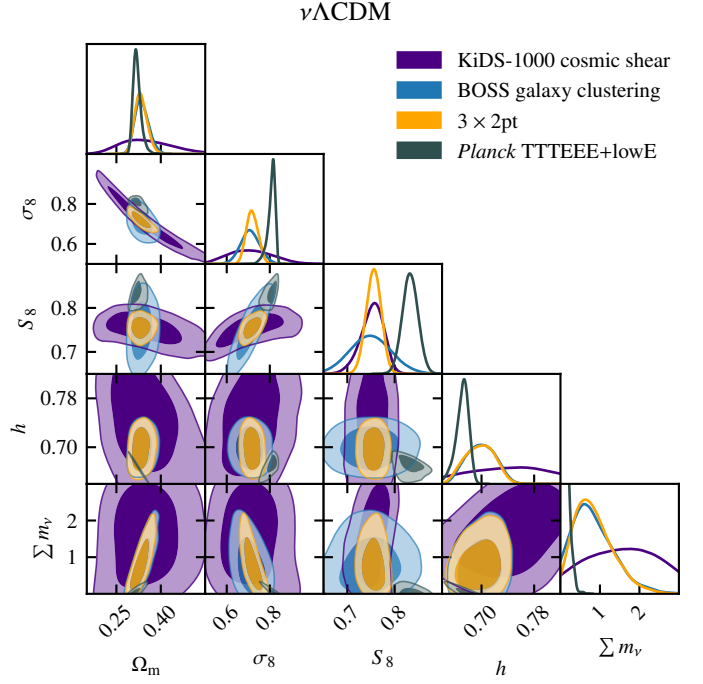 νΛCDM
KiDS-1000 cosmic shear
BOSS galaxy clustering
3 × 2pt
Planck TTTEEE+lowE
σ8
0.8
0.6
S8
0.8
0.7
h
0.78
0.70
∑ mν
2
1
0.25 0.40 0.6 0.8 0.7 0.8 0.70 0.78 1 2
Ωm σ8 S8 h ∑ mν